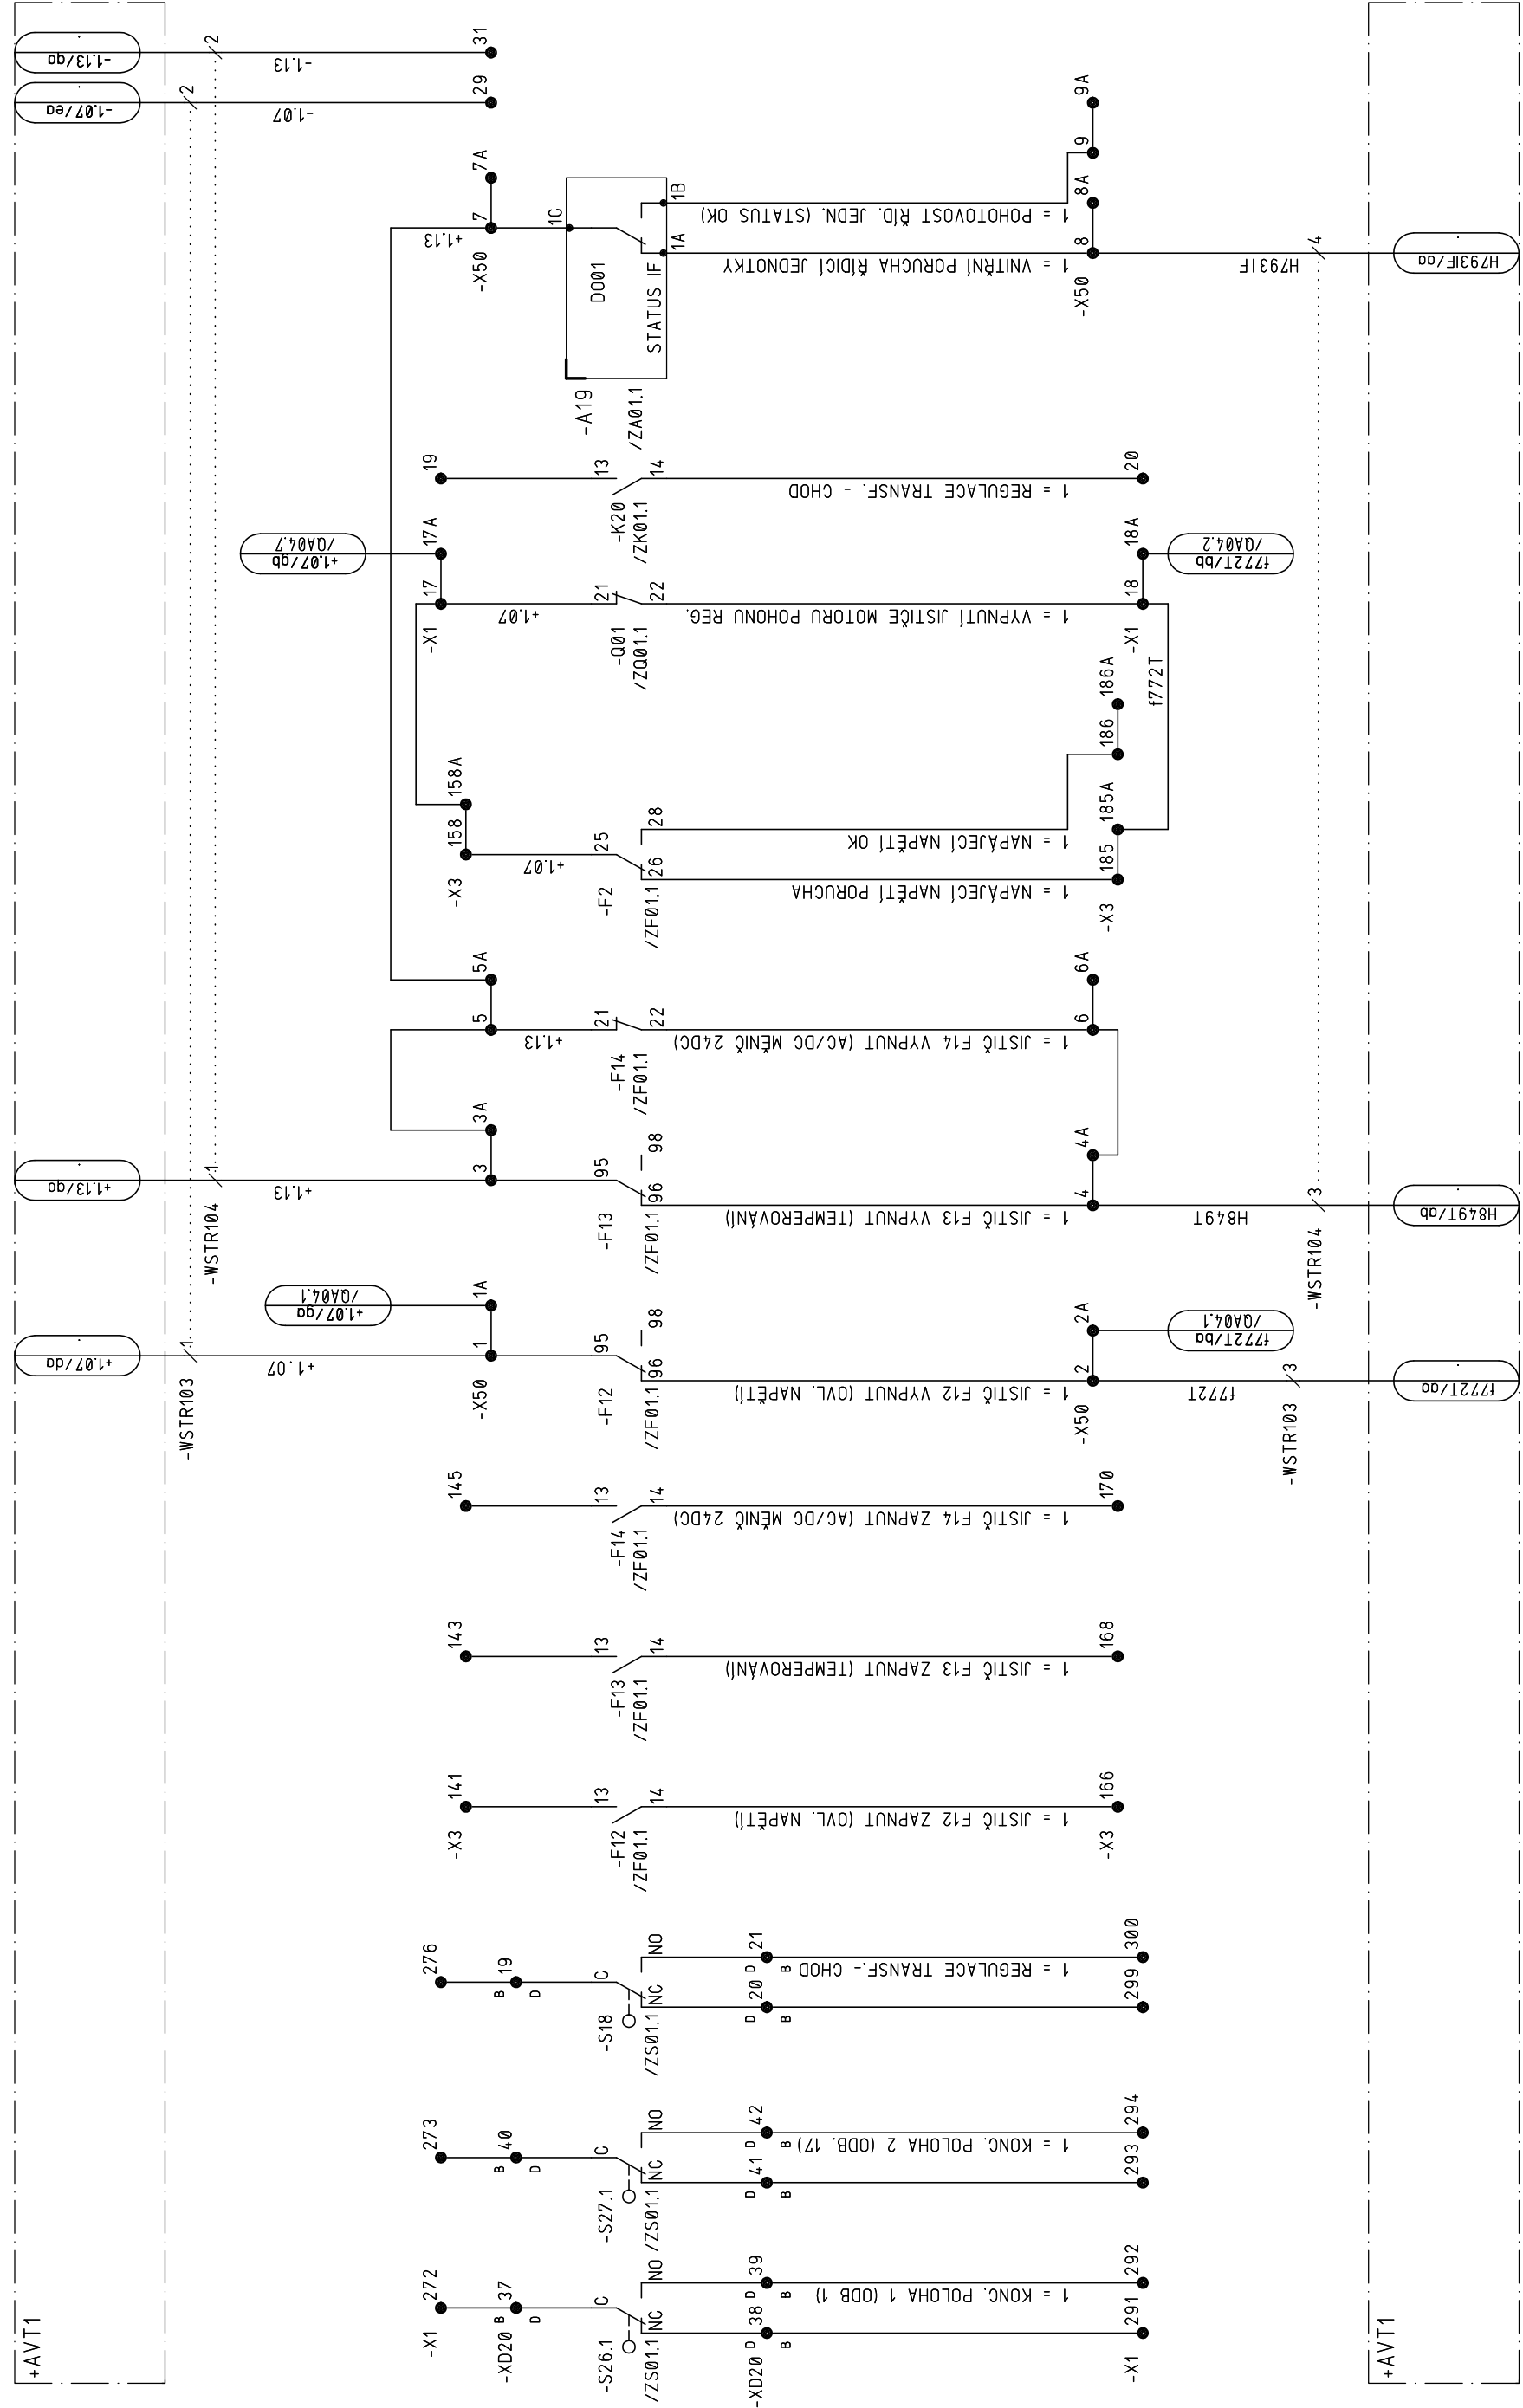 +AVT1
-X1
272
B
-XD20
37
D
C
-S26.1
/ZS01.1
NC
NO
D
-XD20
38
39
B
1 = KONC. POLOHA 1 (ODB 1)
-X1
291
292
273
B
40
D
C
-S27.1
/ZS01.1
NC
NO
D
41
42
B
1 = KONC. POLOHA 2 (ODB. 17)
293
294
276
B
19
D
C
-S18
/ZS01.1
NC
NO
D
20
21
B
1 = REGULACE TRANSF.- CHOD
299
300
-X3
141
13
-F12
/ZF01.1
14
1 = JISTIČ F12 ZAPNUT (OVL. NAPĚTÍ)
-X3
166
143
13
-F13
/ZF01.1
14
1 = JISTIČ F13 ZAPNUT (TEMPEROVÁNÍ)
168
145
13
-F14
/ZF01.1
14
1 = JISTIČ F14 ZAPNUT (AC/DC MĚNIČ 24DC)
170
+1.07/da
-WSTR103
1
+1.07
+1.07/ga
/QA04.1
-X50
1
1A
95
-F12
/ZF01.1
96
98
1 = JISTIČ F12 VYPNUT (OVL. NAPĚTÍ)
-X50
2
2A
f772T/ba
/QA04.1
f772T
-WSTR103
3
f772T/aa
+1.13/ga
-WSTR104
1
+1.13
3
3A
95
-F13
/ZF01.1
96
98
1 = JISTIČ F13 VYPNUT (TEMPEROVÁNÍ)
4
4A
H849T
-WSTR104
3
H849T/ab
5
5A
+1.13
21
-F14
/ZF01.1
22
1 = JISTIČ F14 VYPNUT (AC/DC MĚNIČ 24DC)
6
6A
-X3
158
158A
+1.07
25
-F2
/ZF01.1
26
28
1 = NAPÁJECÍ NAPĚTÍ PORUCHA
1 = NAPÁJECÍ NAPĚTÍ OK
-X3
185
185A
186
186A
+1.07/gb
/QA04.7
-X1
17
17A
+1.07
21
-Q01
/ZQ01.1
22
1 = VYPNUTÍ JISTIČE MOTORU POHONU REG.
f772T
-X1
18
18A
f772T/bb
/QA04.2
19
13
-K20
/ZK01.1
14
1 = REGULACE TRANSF. - CHOD
20
+1.13
-X50
7
7A
1C
-A19
/ZA01.1
DO01
STATUS IF
1A
1B
1 = VNITŘNÍ PORUCHA ŘÍDICÍ JEDNOTKY
1 = POHOTOVOST ŘÍD. JEDN. (STATUS OK)
-X50
8
8A
9
9A
H793IF
4
H793IF/aa
-1.07/ea
2
-1.07
29
-1.13/ga
2
-1.13
31
+AVT1